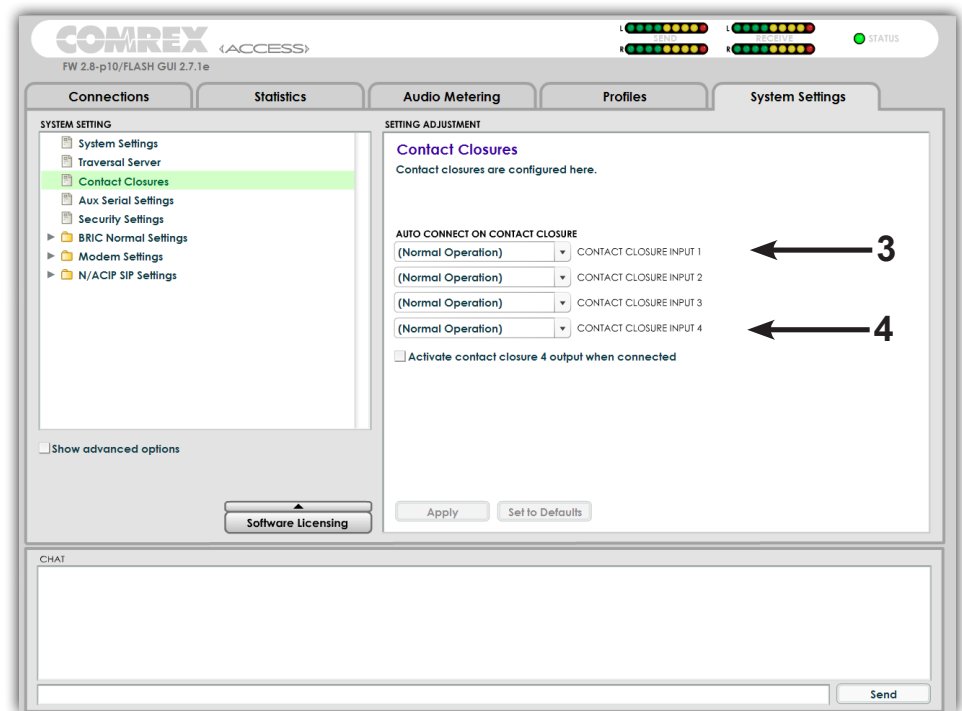 COMREX ACCESS
L SEND R
L RECEIVE R
STATUS
FW 2.8-p10/FLASH GUI 2.7.1e
Connections
Statistics
Audio Metering
Profiles
System Settings
SYSTEM SETTING
System Settings
Traversal Server
Contact Closures
Aux Serial Settings
Security Settings
BRIC Normal Settings
Modem Settings
N/ACIP SIP Settings
Show advanced options
Software Licensing
SETTING ADJUSTMENT
Contact Closures
Contact closures are configured here.
AUTO CONNECT ON CONTACT CLOSURE
(Normal Operation) CONTACT CLOSURE INPUT 1 3
(Normal Operation) CONTACT CLOSURE INPUT 2
(Normal Operation) CONTACT CLOSURE INPUT 3
(Normal Operation) CONTACT CLOSURE INPUT 4 4
Activate contact closure 4 output when connected
Apply
Set to Defaults
CHAT
Send